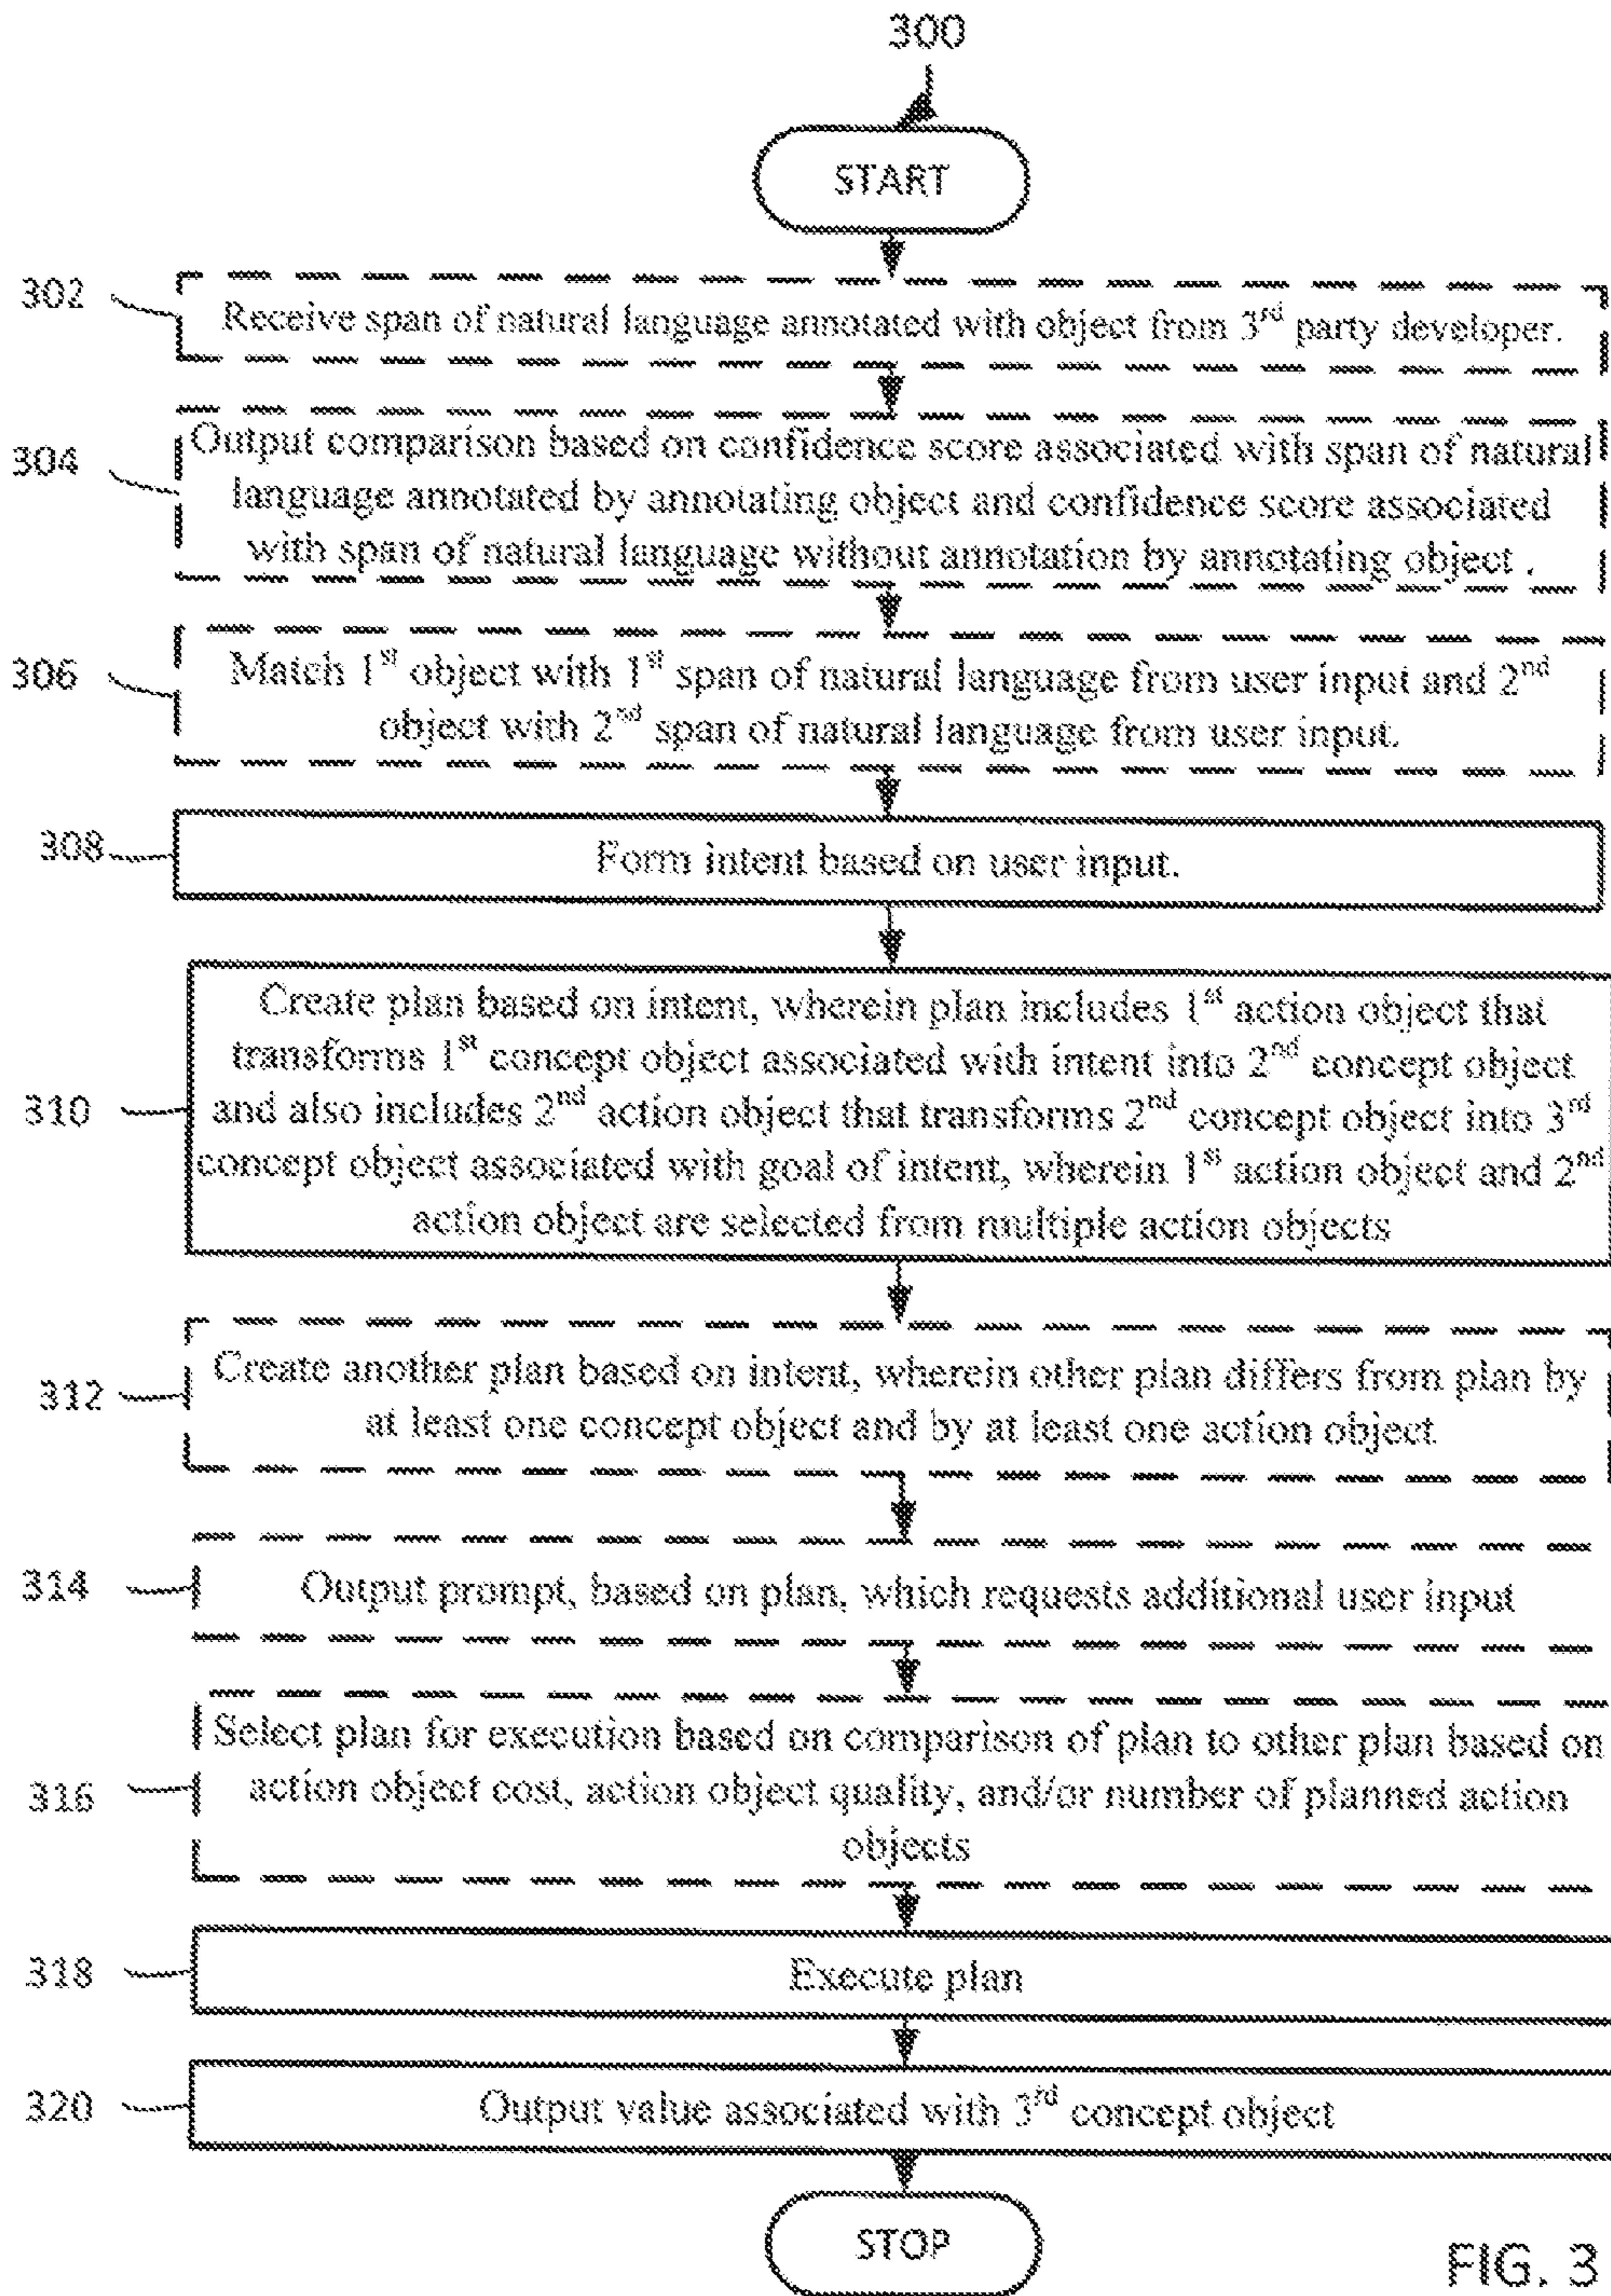 300
START
302
Receive span of natural language annotated with object from 3rd party developer.
304
Output comparison based on confidence score associated with span of natural
language annotated by annotating object and confidence score associated
with span of natural language without annotation by annotating object .
306
Match 1st object with 1st span of natural language from user input and 2nd
object with 2nd span of natural language from user input.
308
Form intent based on user input.
310
Create plan based on intent, wherein plan includes 1st action object that
transforms 1st concept object associated with intent into 2nd concept object
and also includes 2nd action object that transforms 2nd concept object into 3rd
concept object associated with goal of intent, wherein 1st action object and 2nd
action object are selected from multiple action objects
312
Create another plan based on intent, wherein other plan differs from plan by
at least one concept object and by at least one action object
314
Output prompt, based on plan, which requests additional user input
316
Select plan for execution based on comparison of plan to other plan based on
action object cost, action object quality, and/or number of planned action
objects
318
Execute plan
320
Output value associated with 3rd concept object
STOP
FIG. 3